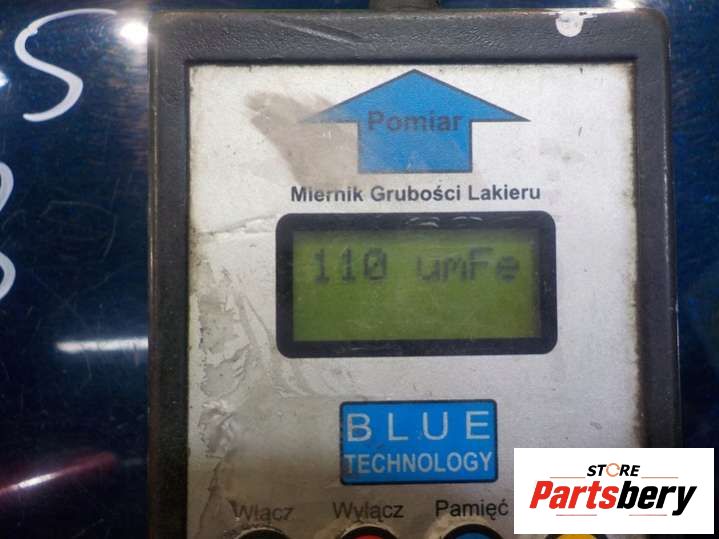 S
Pomiar
Miernik Grubości Lakieru
110 umFe
BLUE
TECHNOLOGY
Włącz Wyłącz Pamięć
STORE
Partsbery